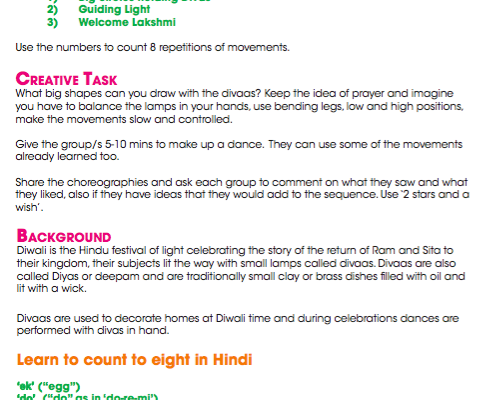 2) Guiding Light
3) Welcome Lakshmi
Use the numbers to count 8 repetitions of movements.
Creative Task
What big shapes can you draw with the divaas? Keep the idea of prayer and imagine
you have to balance the lamps in your hands, use bending legs, low and high positions,
make the movements slow and controlled.
Give the group/s 5-10 mins to make up a dance. They can use some of the movements
already learned too.
Share the choreographies and ask each group to comment on what they saw and what
they liked, also if they have ideas that they would add to the sequence. Use ‘2 stars and a
wish’.
Background
Diwali is the Hindu festival of light celebrating the story of the return of Ram and Sita to
their kingdom, their subjects lit the way with small lamps called divaas. Divaas are also
called Diyas or deepam and are traditionally small clay or brass dishes filled with oil and
lit with a wick.
Divaas are used to decorate homes at Diwali time and during celebrations dances are
performed with divas in hand.
Learn to count to eight in Hindi
‘ek’ (“egg”)
‘do’ (“do” as in ‘do-re-mi’)